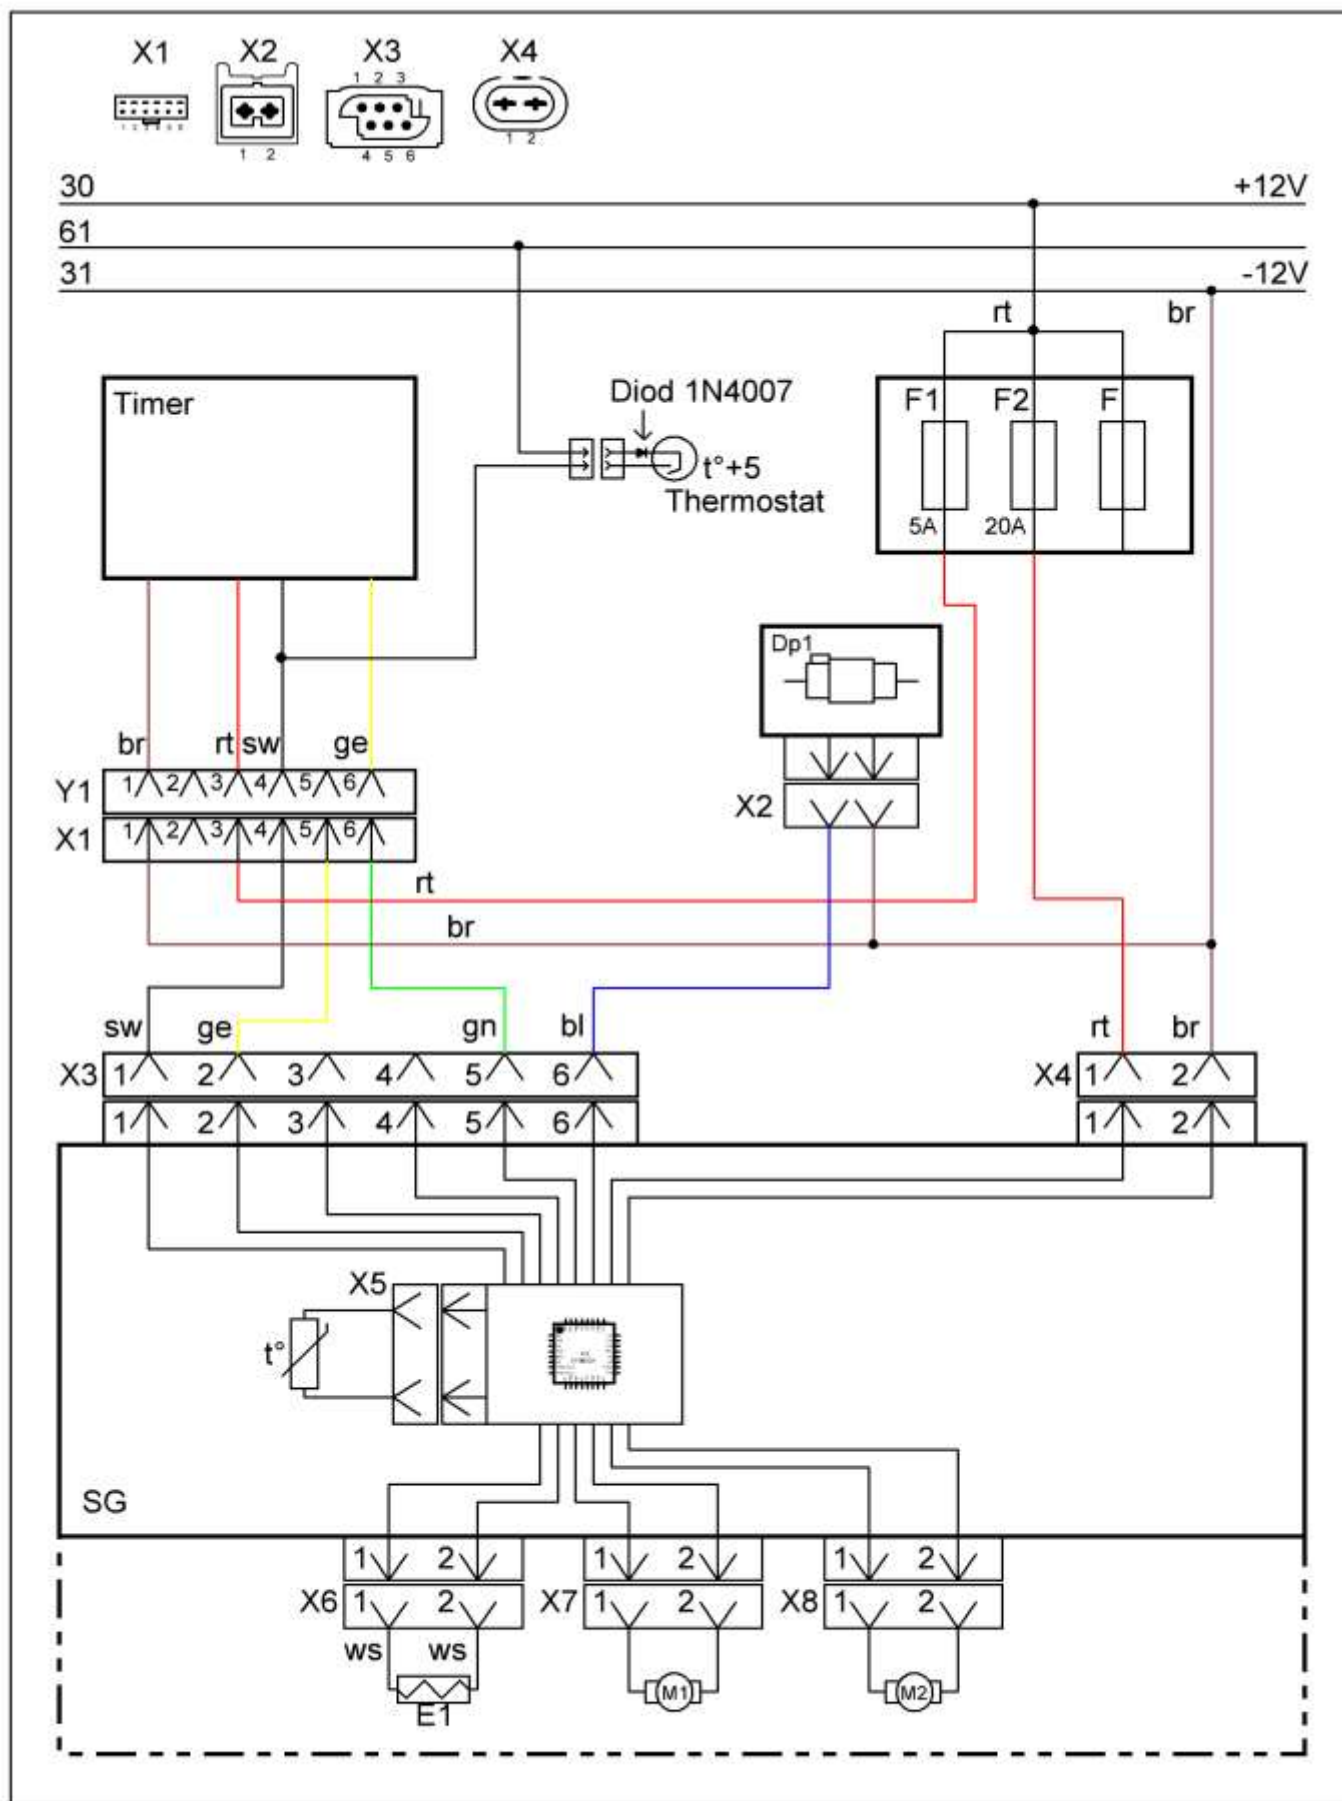 X1 X2 X3 X4
1 2 3
1 2
4 5 6
1 2
30 +12V
61
31 -12V
rt br
Timer
Diod 1N4007
F1 F2 F
t°+5
Thermostat
5A 20A
Dp1
br rt sw ge
Y1 1 2 3 4 5 6
X2
X1 1 2 3 4 5 6
rt
br
sw ge gn bl rt br
X3 1 2 3 4 5 6 X4 1 2
1 2 3 4 5 6 1 2
X5
t°
SG
1 2 1 2 1 2
X6 1 2 X7 1 2 X8 1 2
ws ws
M1 M2
E1